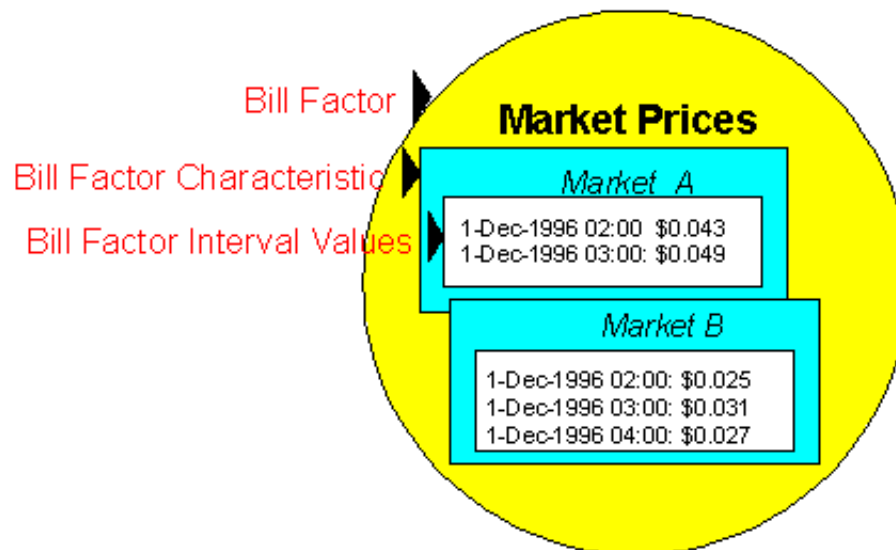 Bill Factor
Market Prices
Bill Factor Characteristic
Market A
Bill Factor Interval Values
1-Dec-1996 02:00 $0.043
1-Dec-1996 03:00: $0.049
Market B
1-Dec-1996 02:00: $0.025
1-Dec-1996 03:00: $0.031
1-Dec-1996 04:00: $0.027